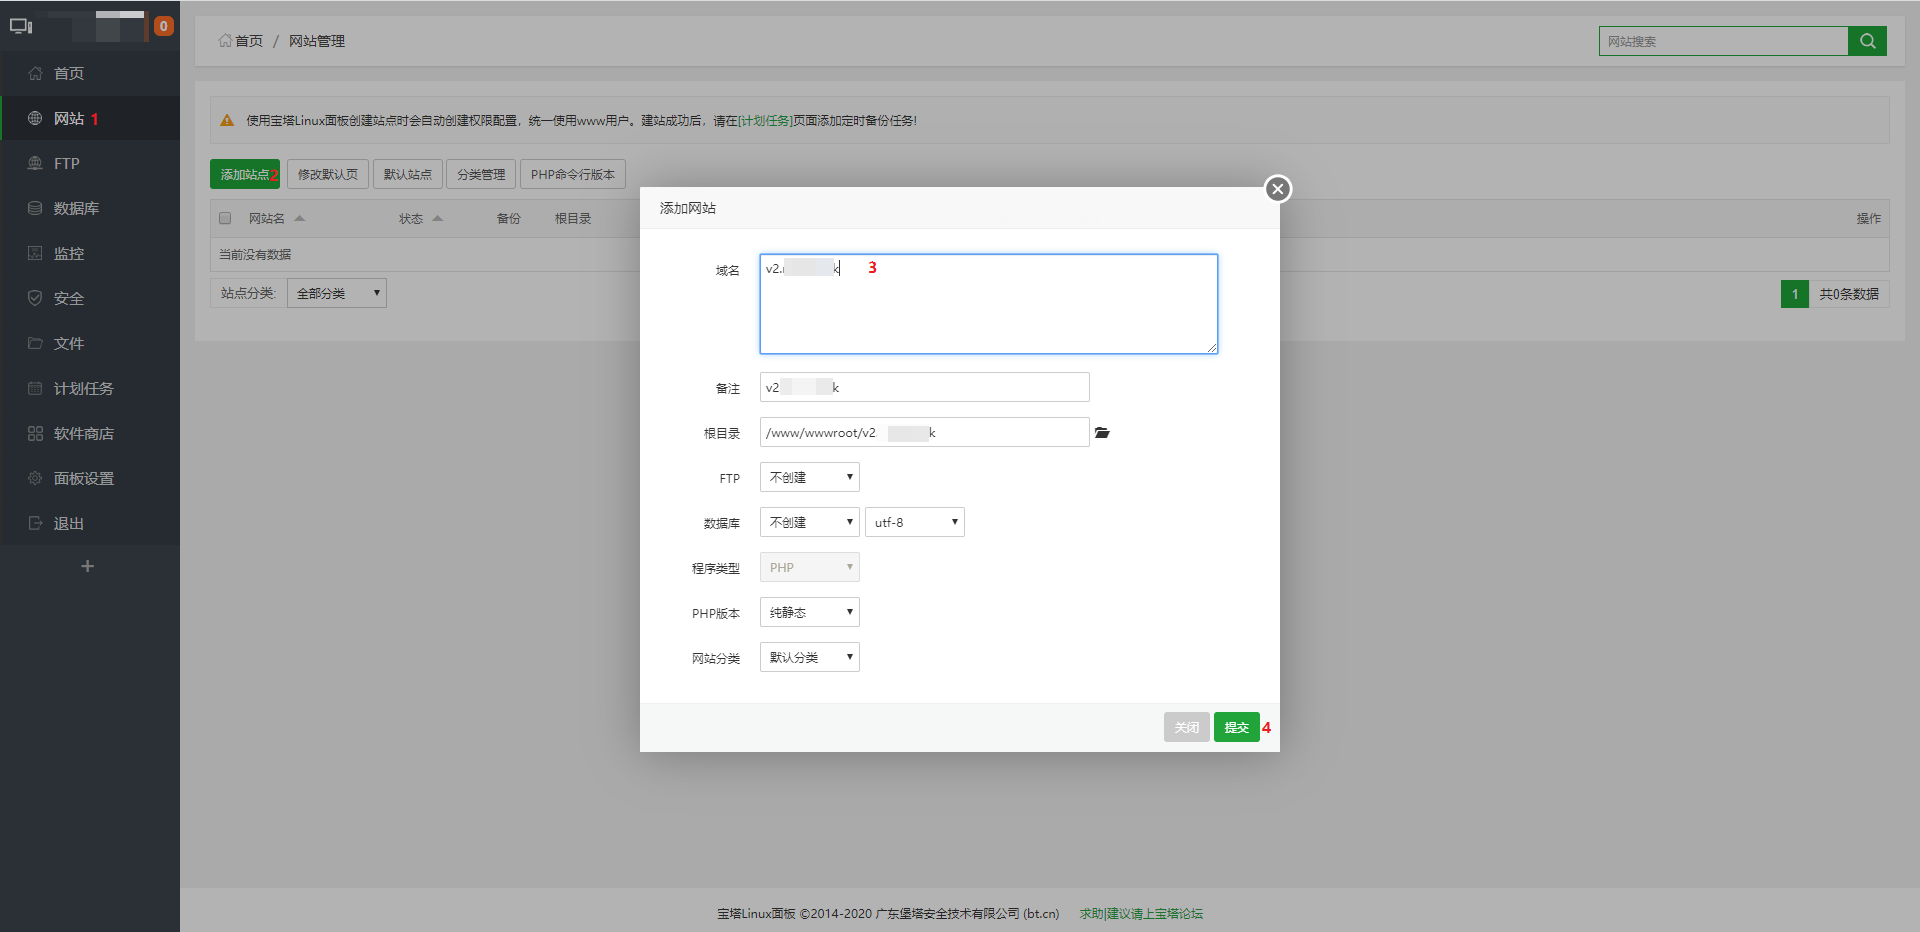 0
首页
网站 1
FTP
数据库
监控
安全
文件
计划任务
软件商店
面板设置
退出
首页 / 网站管理
网站搜索
使用宝塔Linux面板创建站点时会自动创建权限配置，统一使用www用户。建站成功后，请在[计划任务]页面添加定时备份任务!
添加站点2 修改默认页 默认站点 分类管理 PHP命令行版本
网站名 状态 备份 根目录 操作
当前没有数据
站点分类: 全部分类
1 共0条数据
添加网站
域名 v2. k 3
备注 v2 k
根目录 /www/wwwroot/v2 k
FTP 不创建
数据库 不创建 utf-8
程序类型 PHP
PHP版本 纯静态
网站分类 默认分类
关闭 提交 4
宝塔Linux面板 ©2014-2020 广东堡塔安全技术有限公司 (bt.cn) 求助|建议请上宝塔论坛